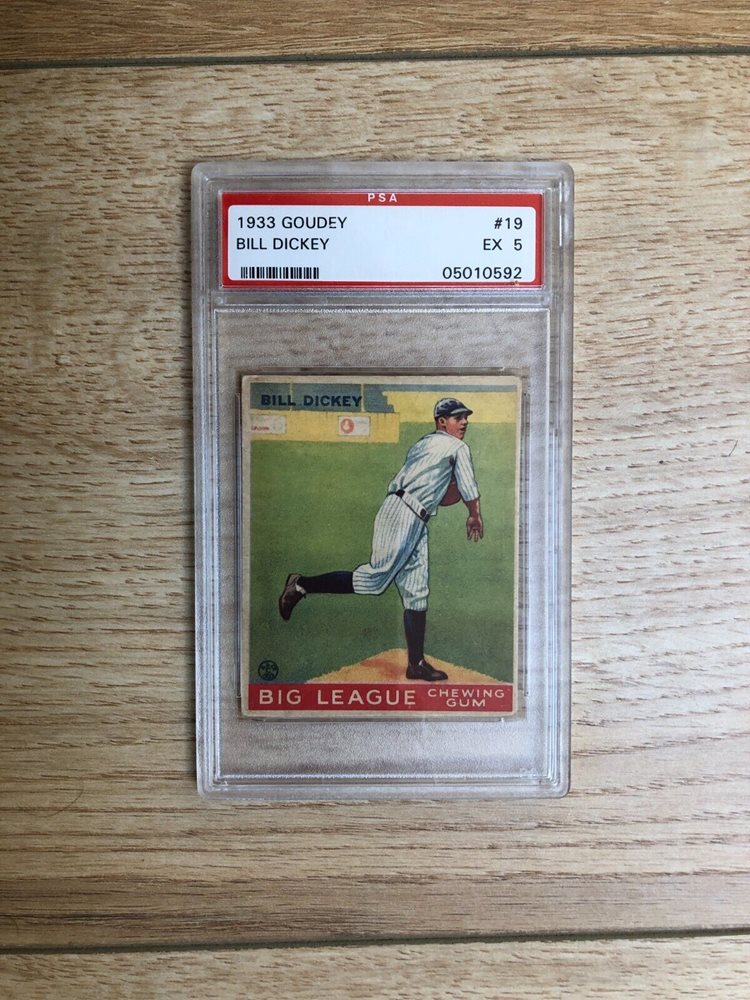 PSA
1933 GOUDEY #19
BILL DICKEY EX 5
05010592
BILL DICKEY
BIG LEAGUE CHEWING
GUM